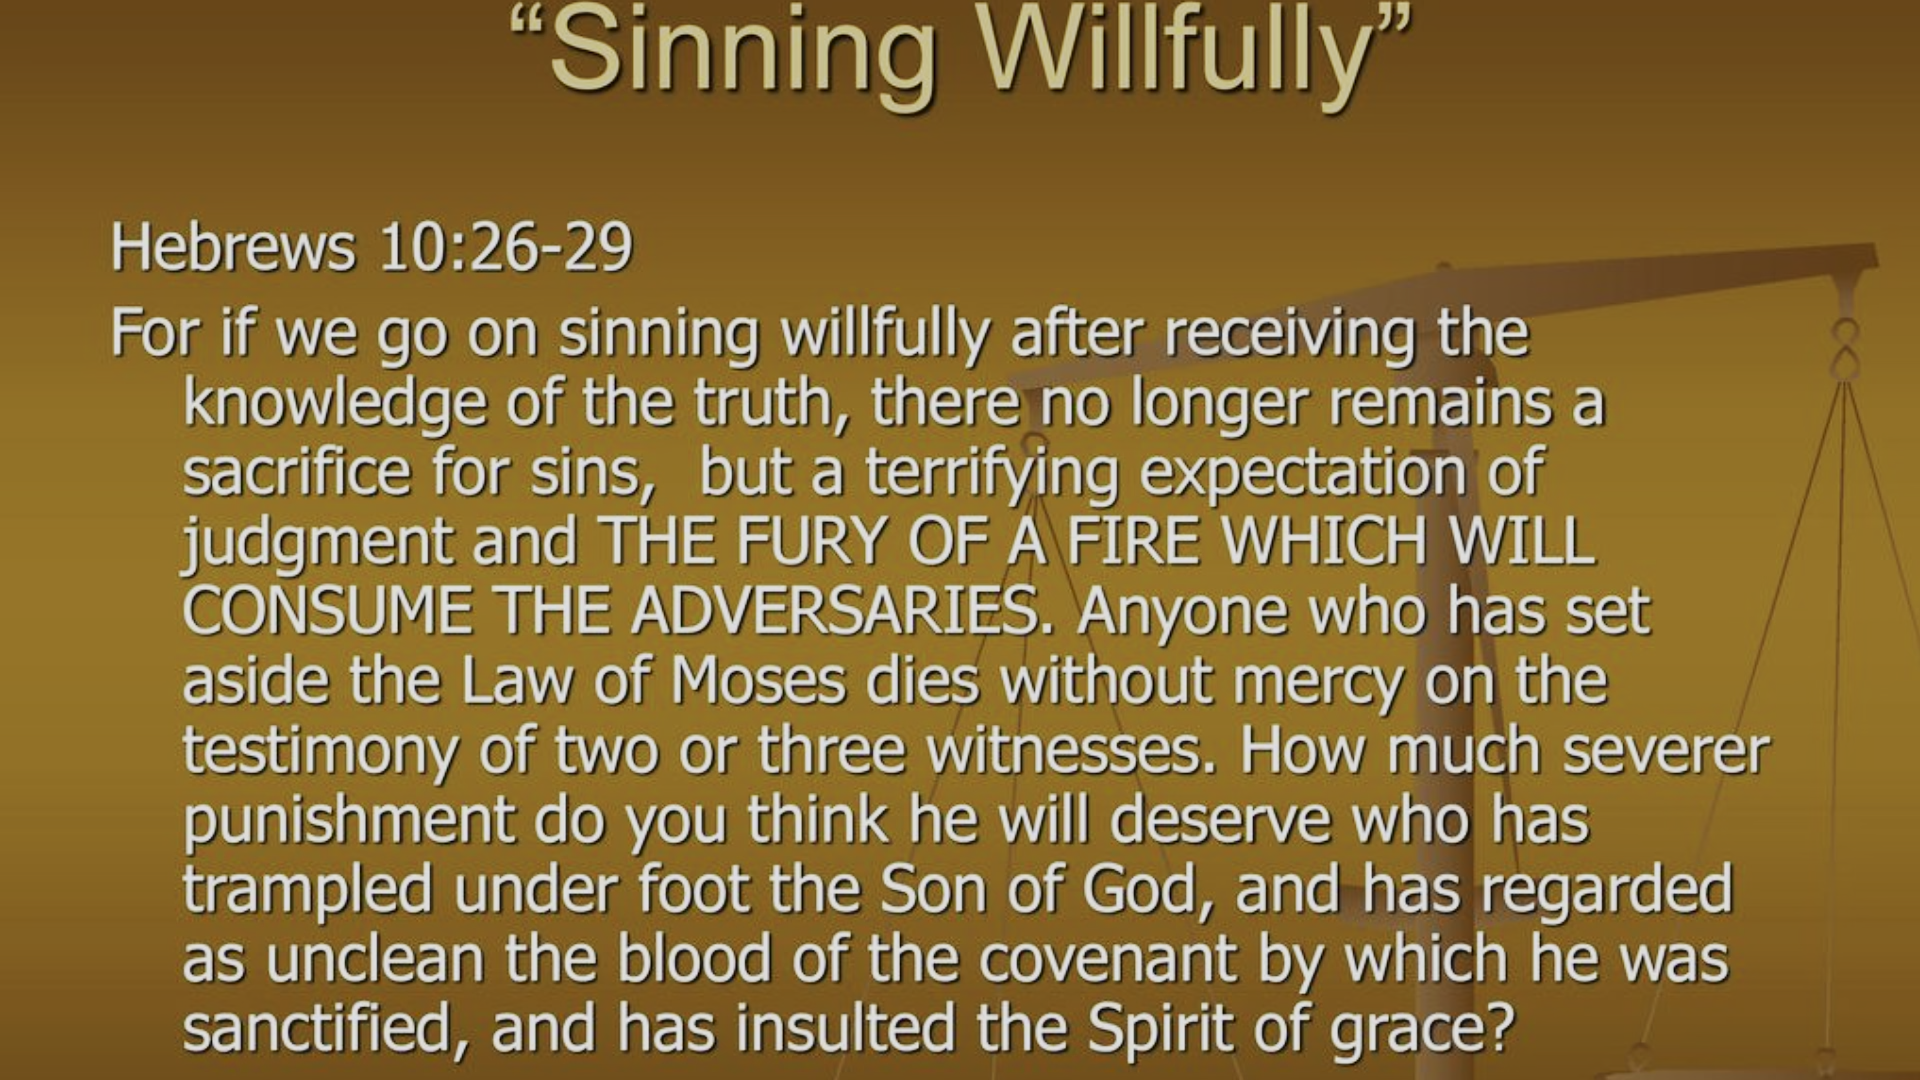 “Sinning Willfully”
Hebrews 10:26-29
For if we go on sinning willfully after receiving the
knowledge of the truth, there no longer remains a
sacrifice for sins,  but a terrifying expectation of
judgment and THE FURY OF A FIRE WHICH WILL
CONSUME THE ADVERSARIES. Anyone who has set
aside the Law of Moses dies without mercy on the
testimony of two or three witnesses. How much severer
punishment do you think he will deserve who has
trampled under foot the Son of God, and has regarded
as unclean the blood of the covenant by which he was
sanctified, and has insulted the Spirit of grace?